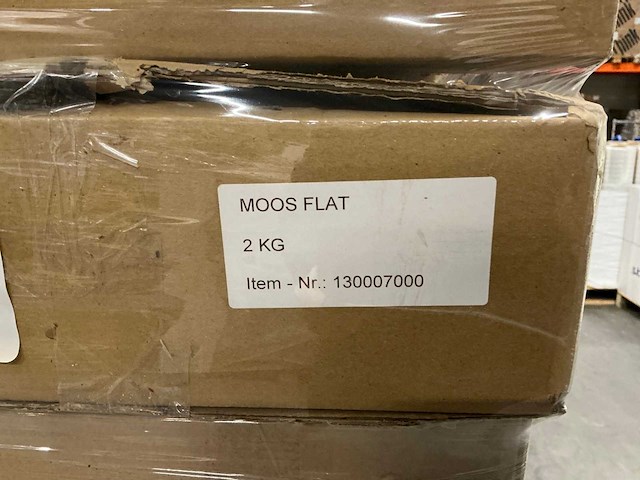 MOOS FLAT
2 KG
Item - Nr.: 130007000